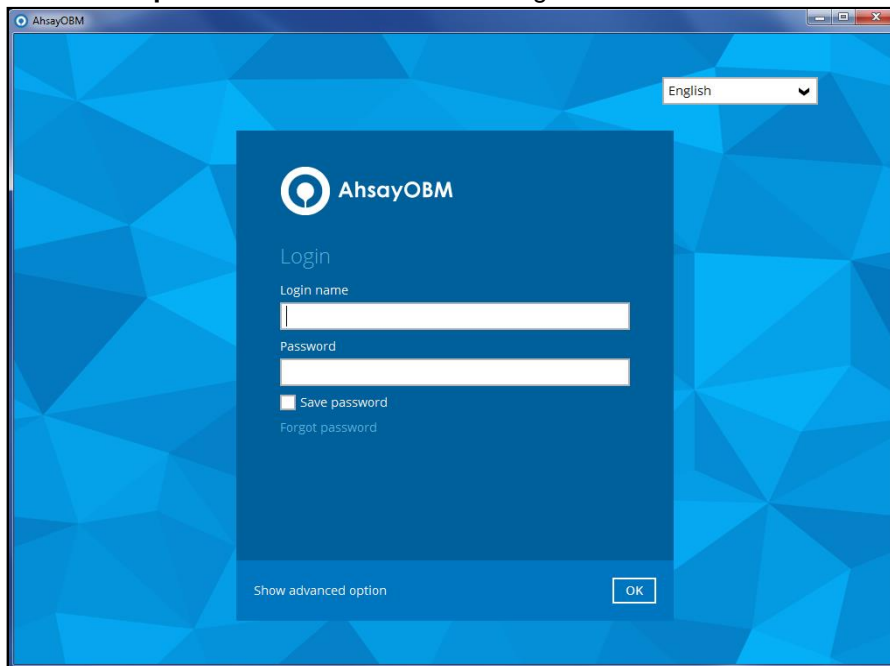 AhsayOBM
English
AhsayOBM
Login
Login name
Password
Save password
Forgot password
Show advanced option
OK